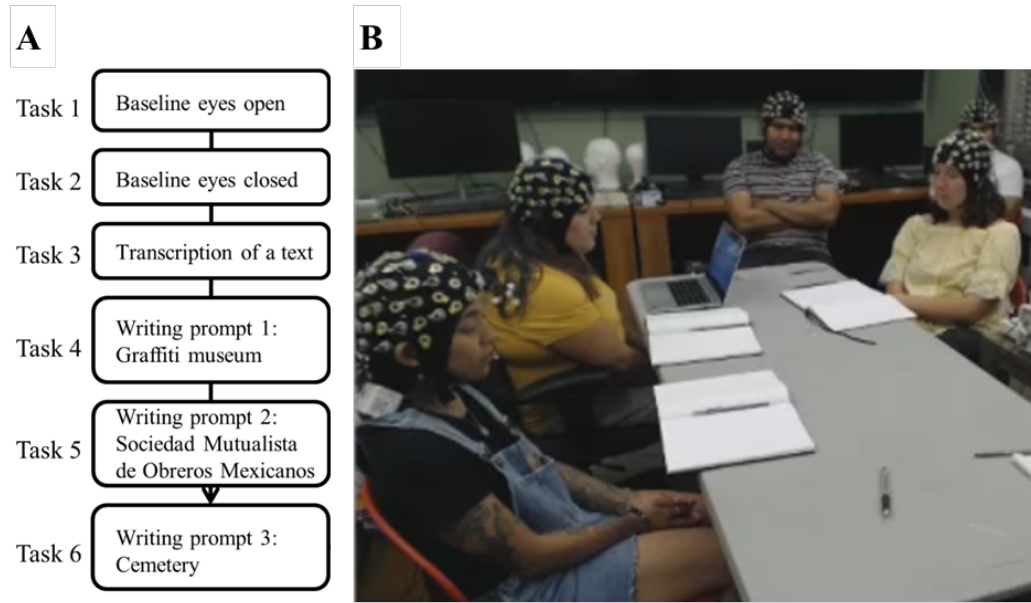 A
B
Task 1
Baseline eyes open
Task 2
Baseline eyes closed
Task 3
Transcription of a text
Task 4
Writing prompt 1:
Graffiti museum
Task 5
Writing prompt 2:
Sociedad Mutualista
de Obreros Mexicanos
Task 6
Writing prompt 3:
Cemetery